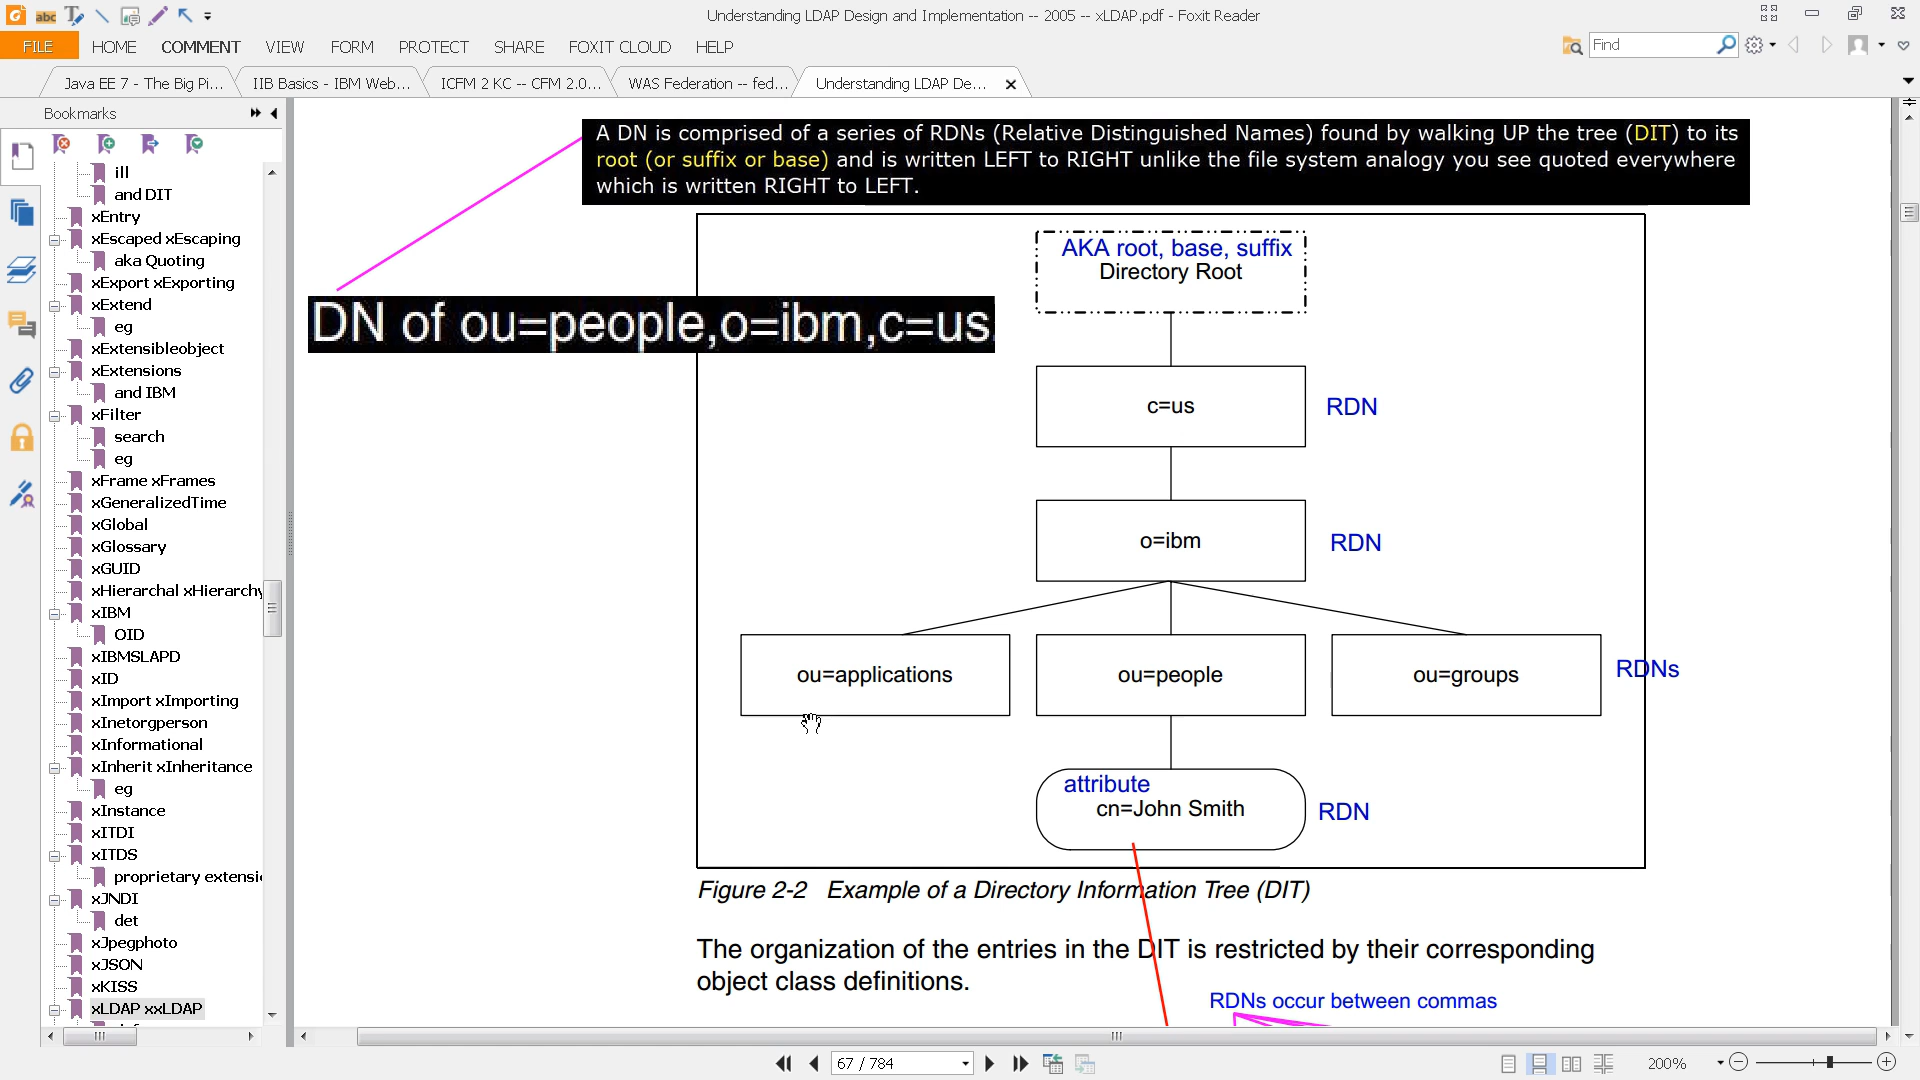 abc
Understanding LDAP Design and Implementation -- 2005 -- xLDAP.pdf - Foxit Reader
FILE HOME COMMENT VIEW FORM PROTECT SHARE FOXIT CLOUD HELP
Find
Java EE 7 - The Big Pi... IIB Basics - IBM Web... ICFM 2 KC -- CFM 2.0... WAS Federation -- fed... Understanding LDAP De...
Bookmarks
ill
and DIT
xEntry
xEscaped xEscaping
aka Quoting
xExport xExporting
xExtend
eg
xExtensibleobject
xExtensions
and IBM
xFilter
search
eg
xFrame xFrames
xGeneralizedTime
xGlobal
xGlossary
xGUID
xHierarchal xHierarchy
xIBM
OID
xIBMSLAPD
xID
xImport xImporting
xInetorgperson
xInformational
xInherit xInheritance
eg
xInstance
xITDI
xITDS
proprietary extensi
xJNDI
det
xJpegphoto
xJSON
xKISS
xLDAP xxLDAP
A DN is comprised of a series of RDNs (Relative Distinguished Names) found by walking UP the tree (DIT) to its
root (or suffix or base) and is written LEFT to RIGHT unlike the file system analogy you see quoted everywhere
which is written RIGHT to LEFT.
AKA root, base, suffix
Directory Root
DN of ou=people,o=ibm,c=us.
c=us RDN
o=ibm RDN
ou=applications ou=people ou=groups RDNs
attribute
cn=John Smith RDN
Figure 2-2 Example of a Directory Information Tree (DIT)
The organization of the entries in the DIT is restricted by their corresponding
object class definitions.
RDNs occur between commas
67 / 784
200%